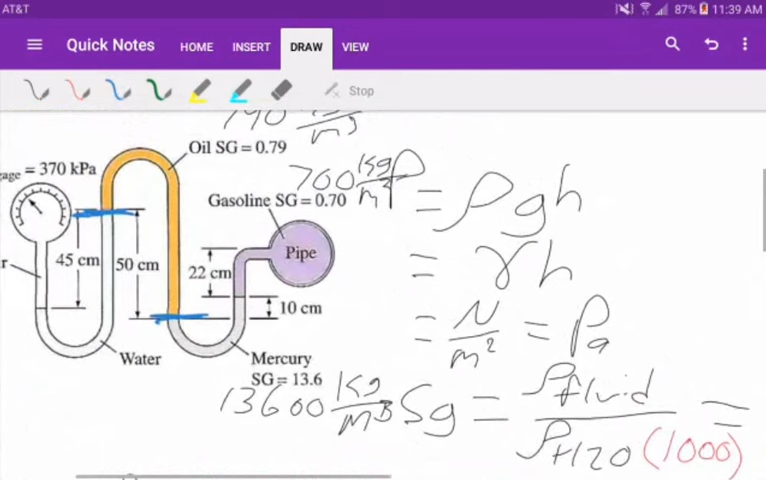 AT&T 87% 11:39 AM
Quick Notes HOME INSERT DRAW VIEW
Stop
m³
Oil SG = 0.79
age = 370 kPa
700 Kg/m³
P = ρgh
Gasoline SG = 0.70
Pipe
45 cm 50 cm 22 cm
= γh
10 cm
= N/m² = Pa
Water
Mercury
SG = 13.6
13600 Kg/m³
Sg = ρfluid / ρH20 (1000) =